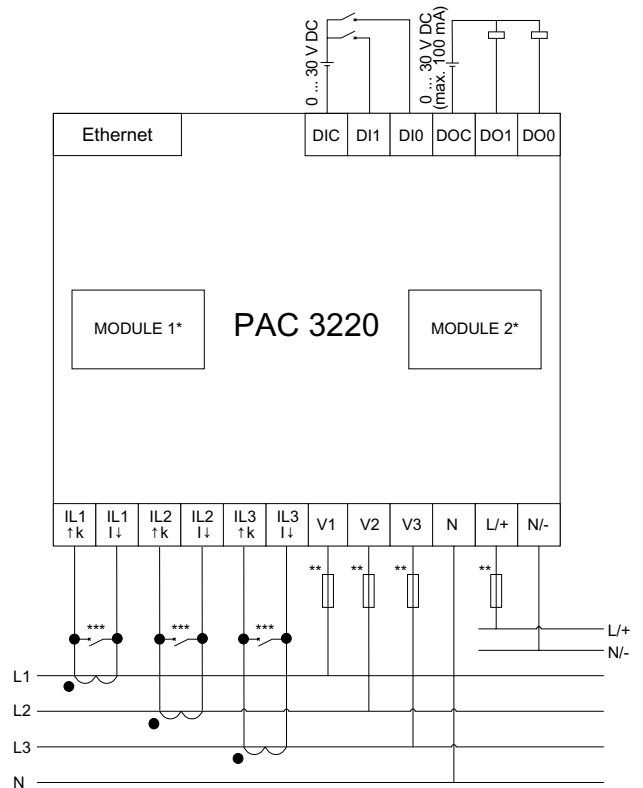 0 ... 30 V DC
0 ... 30 V DC
(max. 100 mA)
Ethernet
DIC DI1 DI0 DOC DO1 DO0
MODULE 1*
PAC 3220
MODULE 2*
IL1 IL1 IL2 IL2 IL3 IL3 V1 V2 V3 N L/+ N/-
↑k I↓ ↑k I↓ ↑k I↓
** ** ** **
*** *** ***
L/+
N/-
L1
L2
L3
N